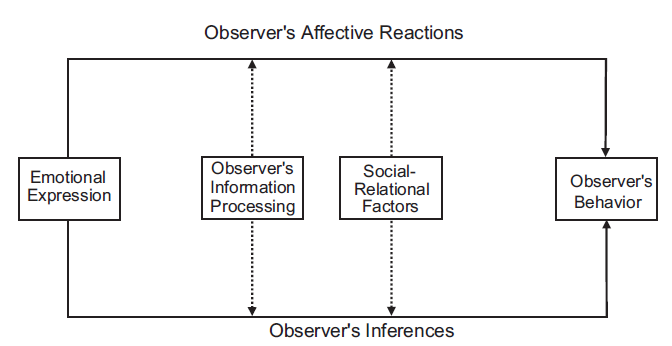 Observer's Affective Reactions
Emotional
Expression
Observer's
Information
Processing
Social-
Relational
Factors
Observer's
Behavior
Observer's Inferences